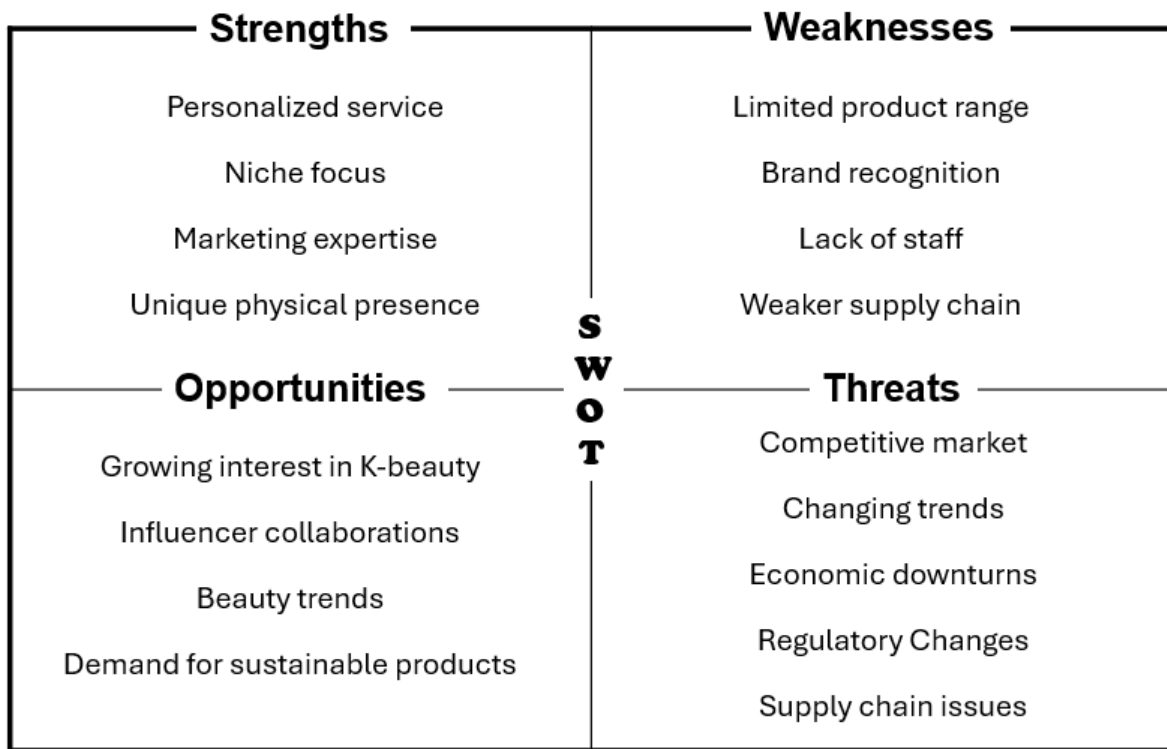 Strengths
Personalized service
Niche focus
Marketing expertise
Unique physical presence
Weaknesses
Limited product range
Brand recognition
Lack of staff
Weaker supply chain
S
W
O
T
Opportunities
Growing interest in K-beauty
Influencer collaborations
Beauty trends
Demand for sustainable products
Threats
Competitive market
Changing trends
Economic downturns
Regulatory Changes
Supply chain issues